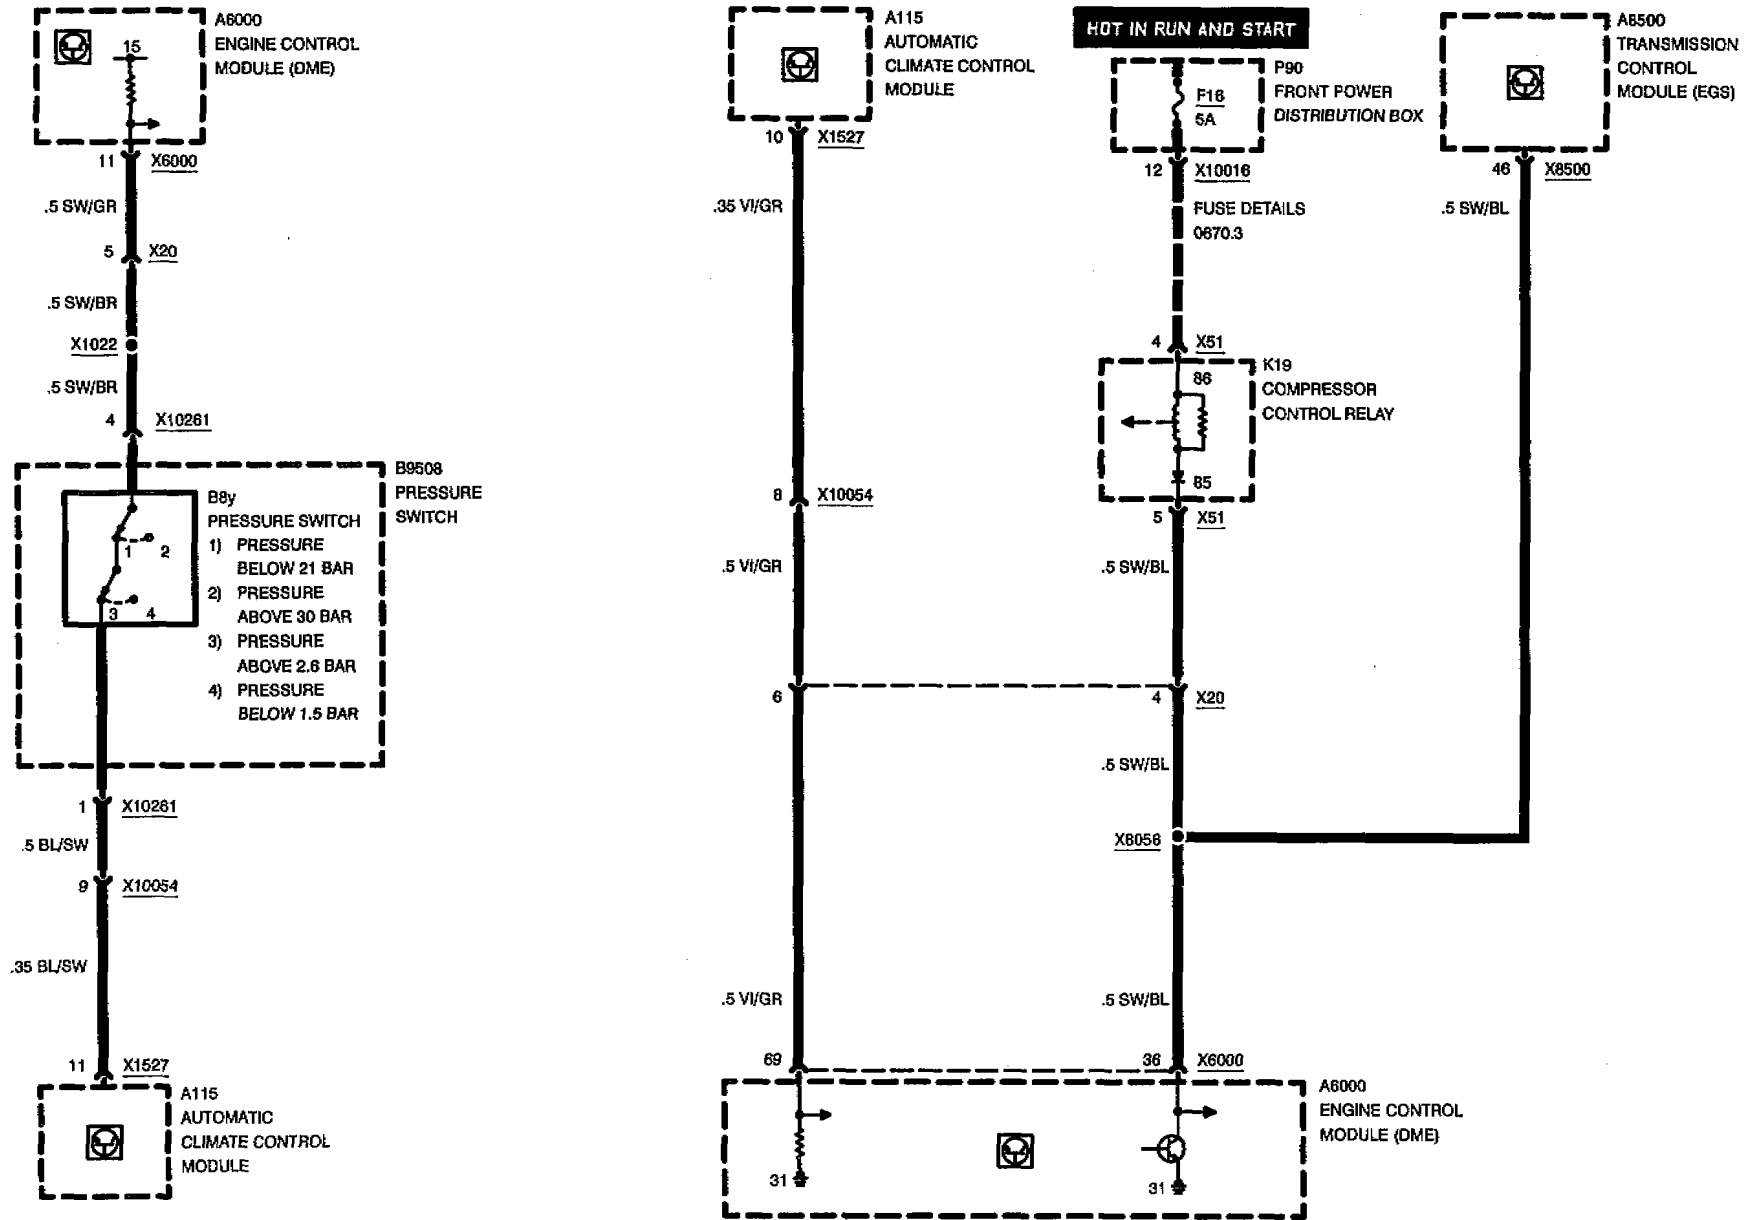 A6000
ENGINE CONTROL
MODULE (DME)
15
11 X6000
.5 SW/GR
5 X20
.5 SW/BR
X1022
.5 SW/BR
4 X10261
B9508
PRESSURE
SWITCH
B8y
PRESSURE SWITCH
1) PRESSURE
BELOW 21 BAR
2) PRESSURE
ABOVE 30 BAR
3) PRESSURE
ABOVE 2.6 BAR
4) PRESSURE
BELOW 1.5 BAR
1 2
3 4
1 X10261
.5 BL/SW
9 X10054
.35 BL/SW
11 X1527
A115
AUTOMATIC
CLIMATE CONTROL
MODULE
A115
AUTOMATIC
CLIMATE CONTROL
MODULE
10 X1527
.35 VI/GR
8 X10054
.5 VI/GR
6
.5 VI/GR
69
HOT IN RUN AND START
P90
FRONT POWER
DISTRIBUTION BOX
F16
5A
12 X10016
FUSE DETAILS
0670.3
4 X51
K19
COMPRESSOR
CONTROL RELAY
86
85
5 X51
.5 SW/BL
4 X20
.5 SW/BL
X8056
.5 SW/BL
36 X6000
A8500
TRANSMISSION
CONTROL
MODULE (EGS)
46 X8500
.5 SW/BL
A6000
ENGINE CONTROL
MODULE (DME)
31
31